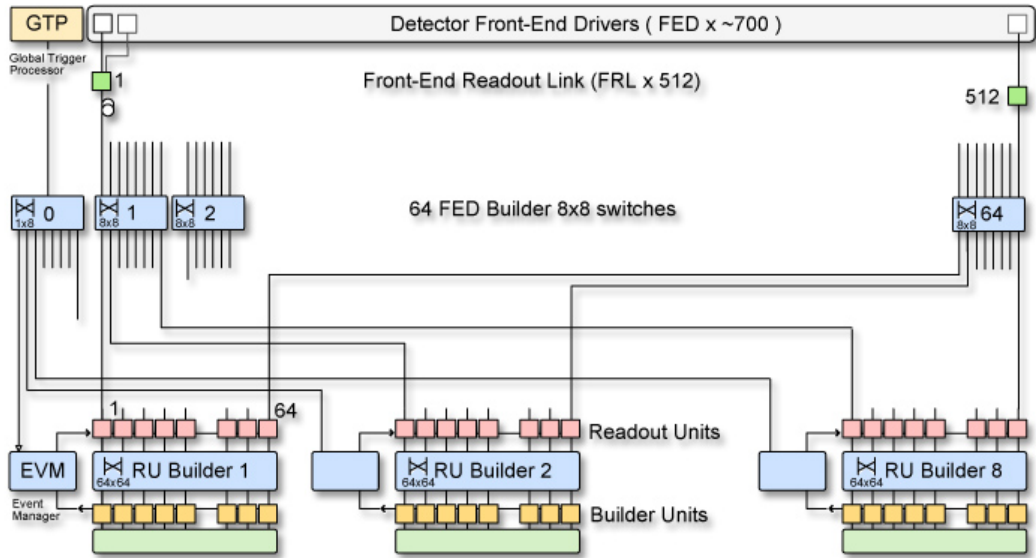 GTP
Detector Front-End Drivers ( FED x ~700 )
Global Trigger
Processor
1
Front-End Readout Link (FRL x 512)
512
0
1x8
1
8x8
2
8x8
64 FED Builder 8x8 switches
64
8x8
1
64
Readout Units
EVM
RU Builder 1
64x64
RU Builder 2
64x64
RU Builder 8
64x64
Event
Manager
Builder Units